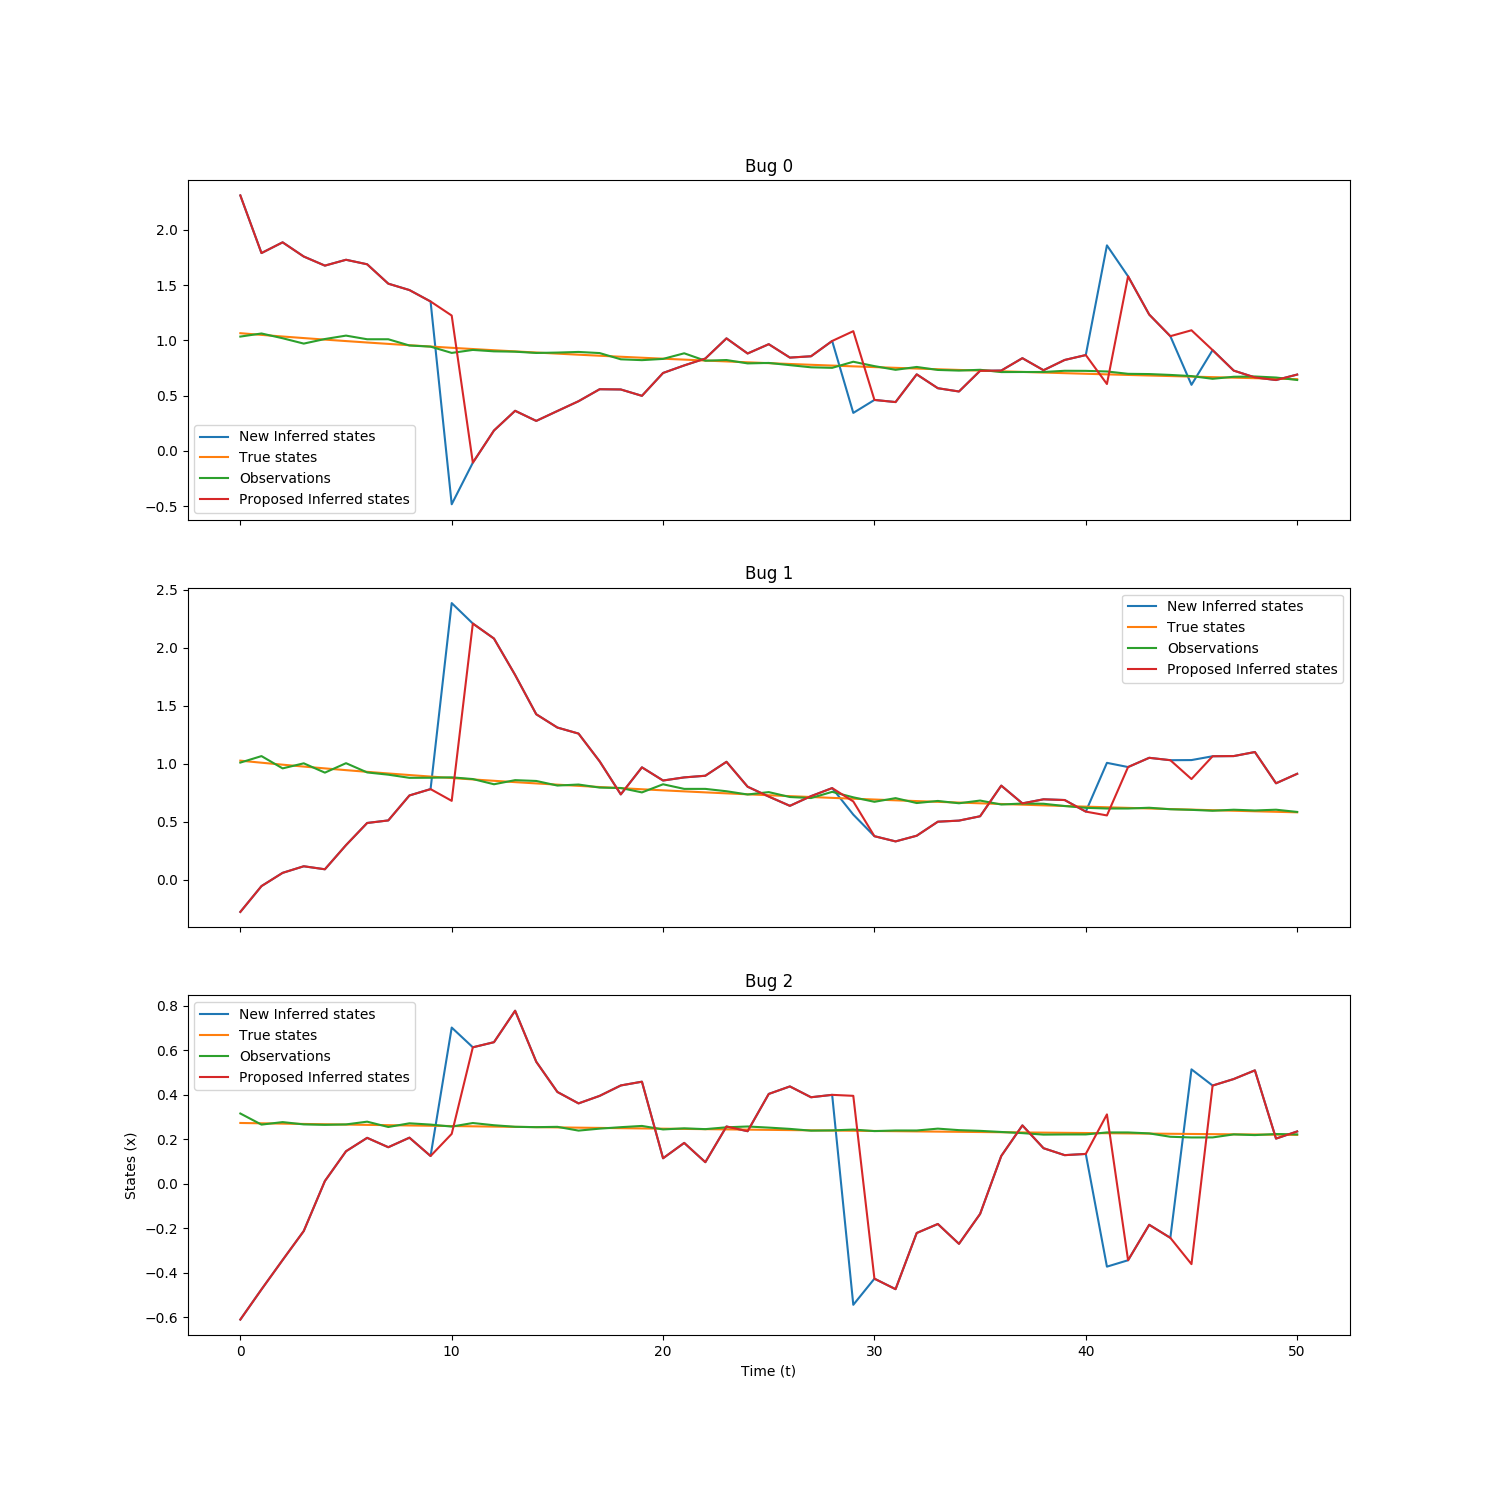 Bug 0
2.0
1.5
1.0
0.5
0.0
−0.5
New Inferred states
True states
Observations
Proposed Inferred states
Bug 1
2.5
2.0
1.5
1.0
0.5
0.0
New Inferred states
True states
Observations
Proposed Inferred states
Bug 2
0.8
0.6
0.4
0.2
0.0
−0.2
−0.4
−0.6
States (x)
New Inferred states
True states
Observations
Proposed Inferred states
0 10 20 30 40 50
Time (t)